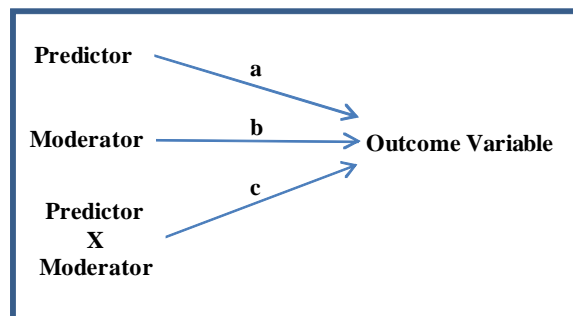 Predictor
a
Moderator
b
Outcome Variable
c
Predictor
X
Moderator